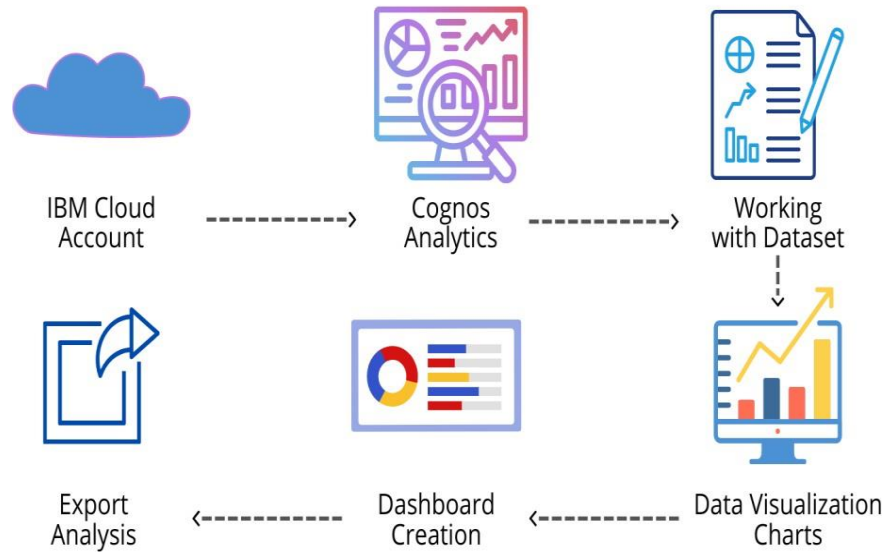 IBM Cloud
Account
Cognos
Analytics
Working
with Dataset
Data Visualization
Charts
Dashboard
Creation
Export
Analysis